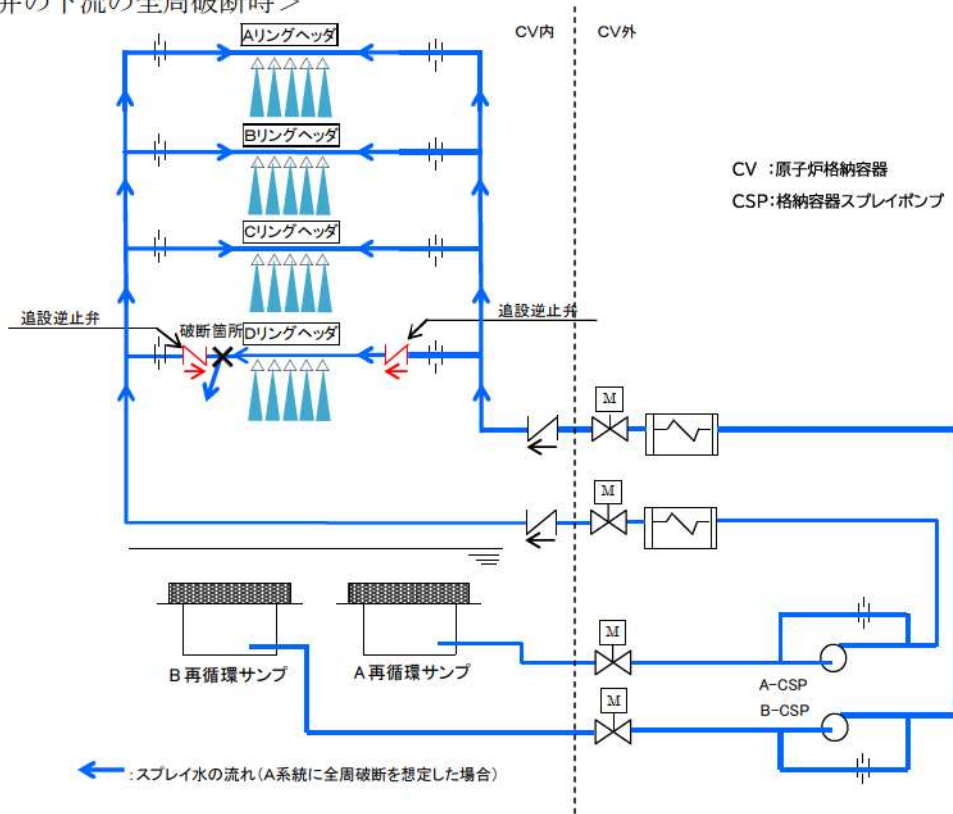 の下流の全周破断時>
Aリングヘッダ
CV内
CV外
Bリングヘッダ
CV :原子炉格納容器
CSP:格納容器スプレイポンプ
Cリングヘッダ
追設逆止弁
破断箇所
Dリングヘッダ
追設逆止弁
M
M
M
B再循環サンプ
A再循環サンプ
A-CSP
B-CSP
M
:スプレイ水の流れ(A系統に全周破断を想定した場合)